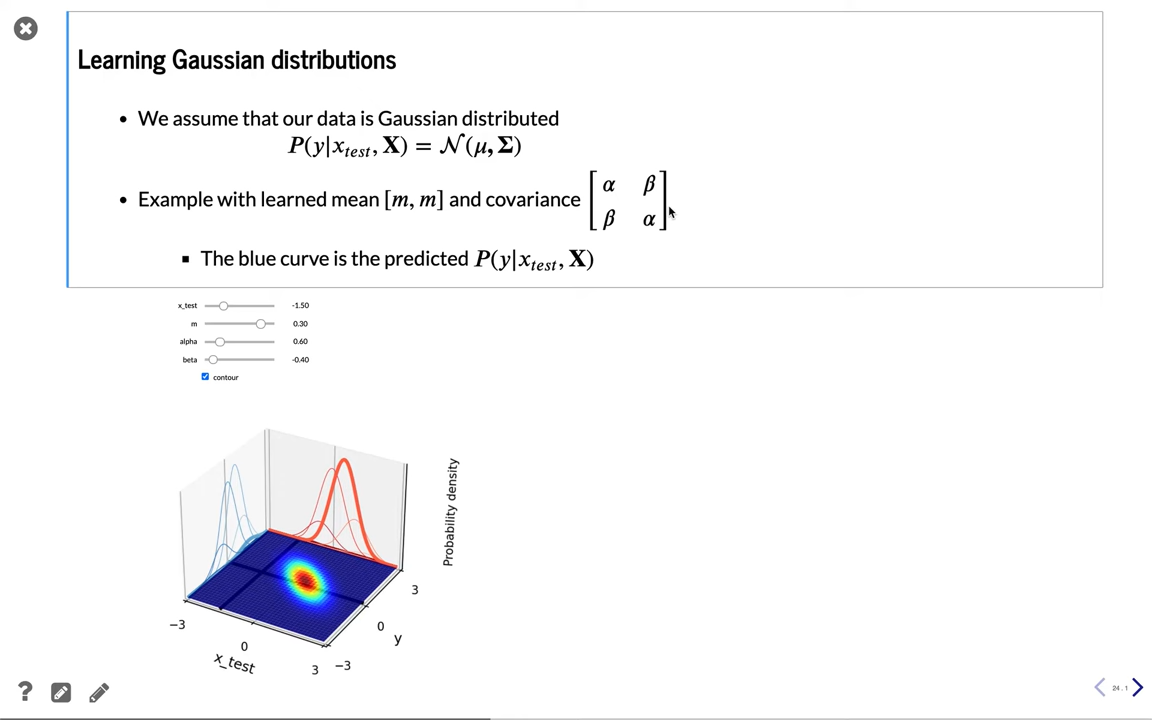 Learning Gaussian distributions
• We assume that our data is Gaussian distributed
P(y|x_test, X) = 𝒩(μ, Σ)
• Example with learned mean [m, m] and covariance [α β
β α]
▪ The blue curve is the predicted P(y|x_test, X)
x_test -1.50
m 0.30
alpha 0.60
beta -0.40
contour
Probability density
3
0
y
−3
−3
0
3
x_test
?
24 . 1